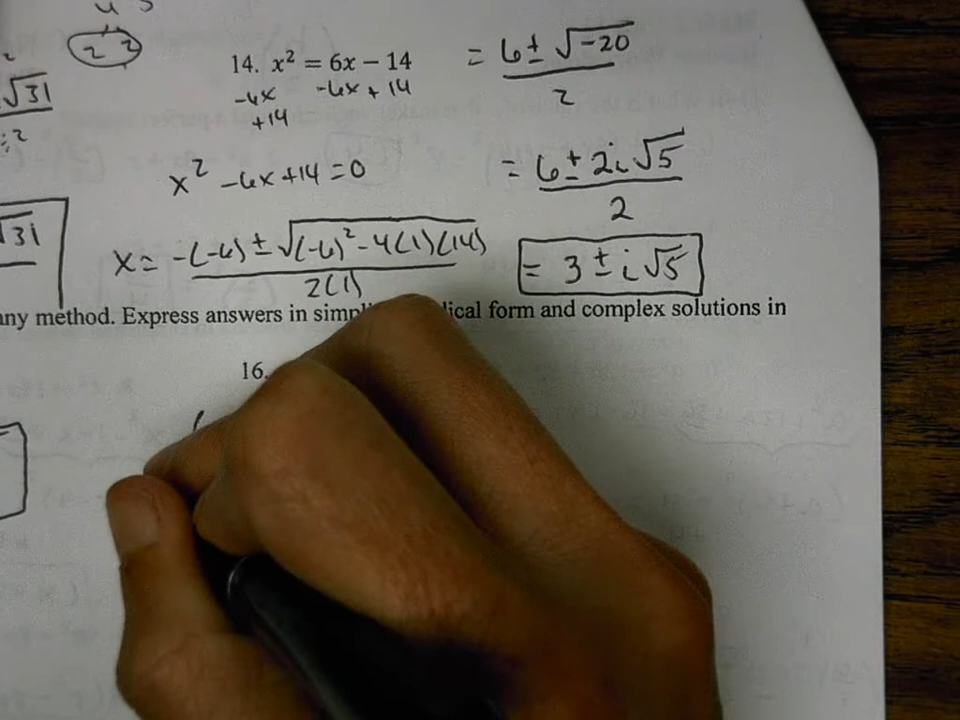 14. x² = 6x − 14
-6x -6x + 14
+14
x² -6x+14=0
x= -(-6) ± √(-6)² - 4(1)(14)
2(1)
= 6 ± √-20
2
= 6 ± 2i√5
2
= 3 ± i√5
√31
√31
any method. Express answers in form and complex solutions in
16.
(